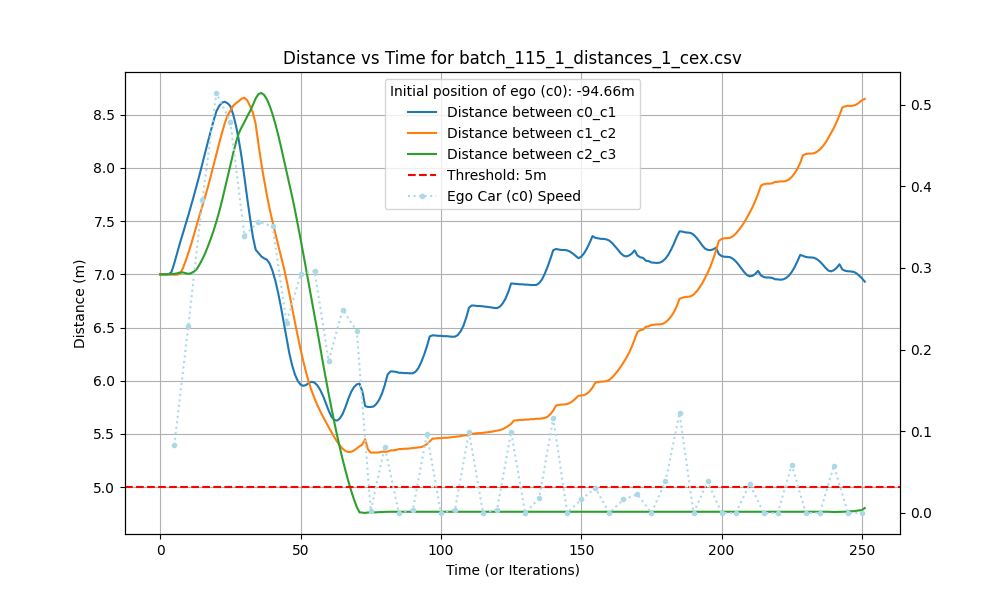 Distance vs Time for batch_115_1_distances_1_cex.csv
Initial position of ego (c0): -94.66m
Distance between c0_c1
Distance between c1_c2
Distance between c2_c3
Threshold: 5m
Ego Car (c0) Speed
Distance (m)
8.5
8.0
7.5
7.0
6.5
6.0
5.5
5.0
0.5
0.4
0.3
0.2
0.1
0.0
0 50 100 150 200 250
Time (or Iterations)